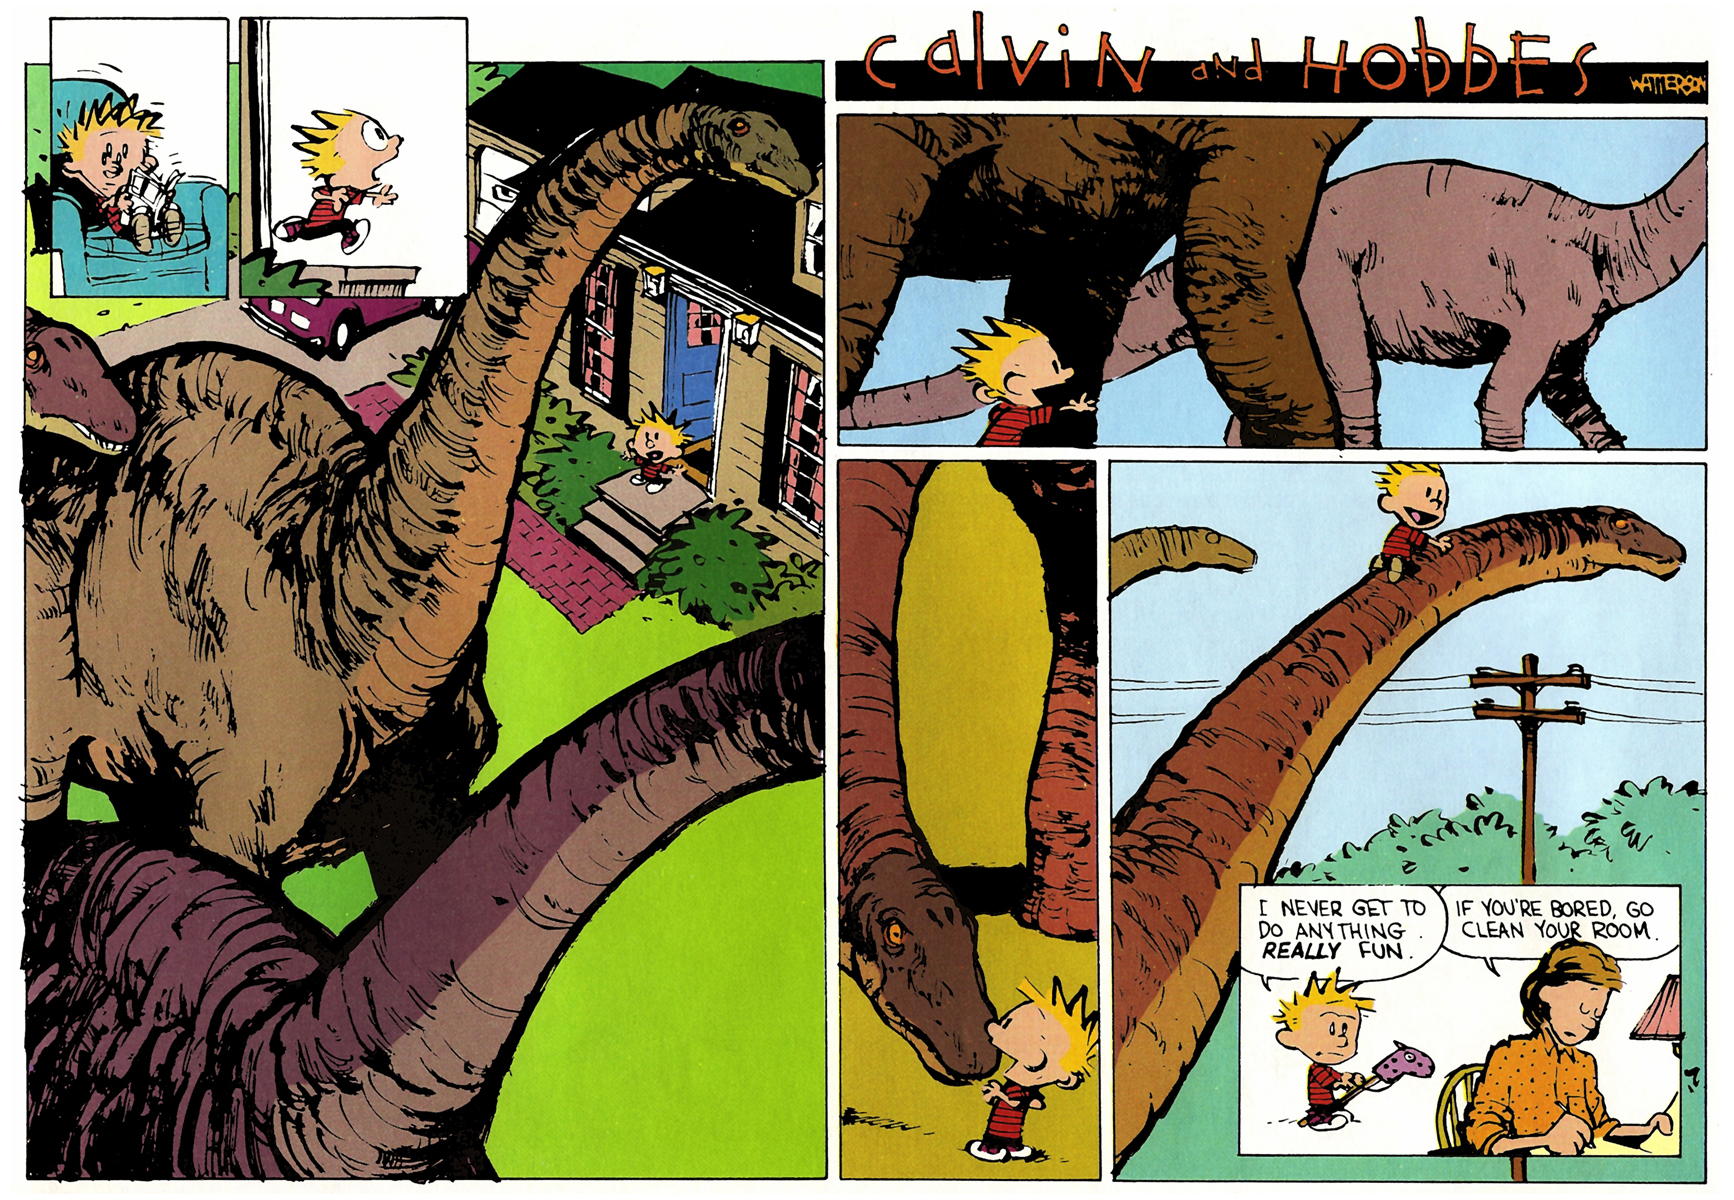 Calvin and Hobbes
WATTERSON
I NEVER GET TO
DO ANYTHING
REALLY FUN.
IF YOU'RE BORED, GO
CLEAN YOUR ROOM.